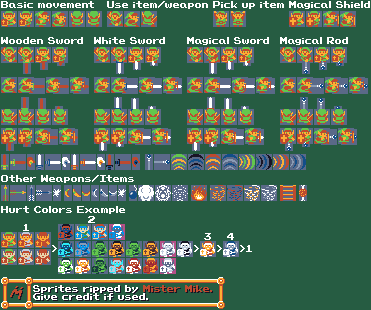 Basic movement Use item/weapon Pick up item Magical Shield
Wooden Sword White Sword Magical Sword Magical Rod
Other Weapons/Items
Hurt Colors Example
1 2 3 4
> > > >1
Sprites ripped by Mister Mike.
Give credit if used.